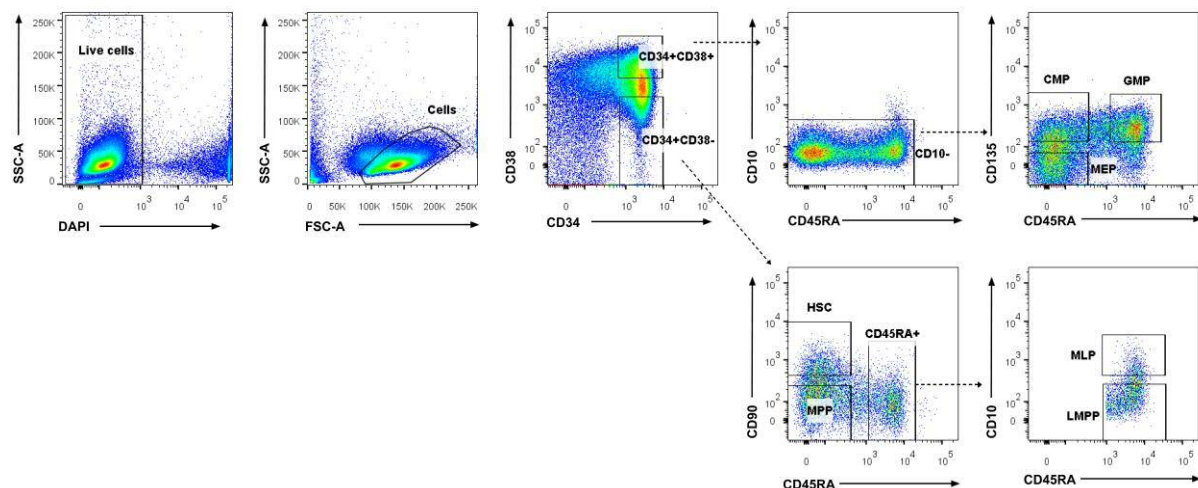 SSC-A
250K
200K
150K
100K
50K
0
Live cells
0
10^3
10^4
10^5
DAPI
SSC-A
250K
200K
150K
100K
50K
0
Cells
0
100K
150K
200K
250K
FSC-A
CD38
10^5
10^4
10^3
10^2
0
CD34+CD38+
CD34+CD38-
0
10^3
10^4
10^5
CD34
CD10
10^5
10^4
10^3
10^2
0
CD10-
0
10^3
10^4
10^5
CD45RA
CD135
10^5
10^4
10^3
10^2
0
CMP
GMP
MEP
0
10^3
10^4
10^5
CD45RA
CD90
10^5
10^4
10^3
10^2
0
HSC
CD45RA+
MPP
0
10^3
10^4
10^5
CD45RA
CD10
10^5
10^4
10^3
10^2
0
MLP
LMPP
0
10^3
10^4
10^5
CD45RA